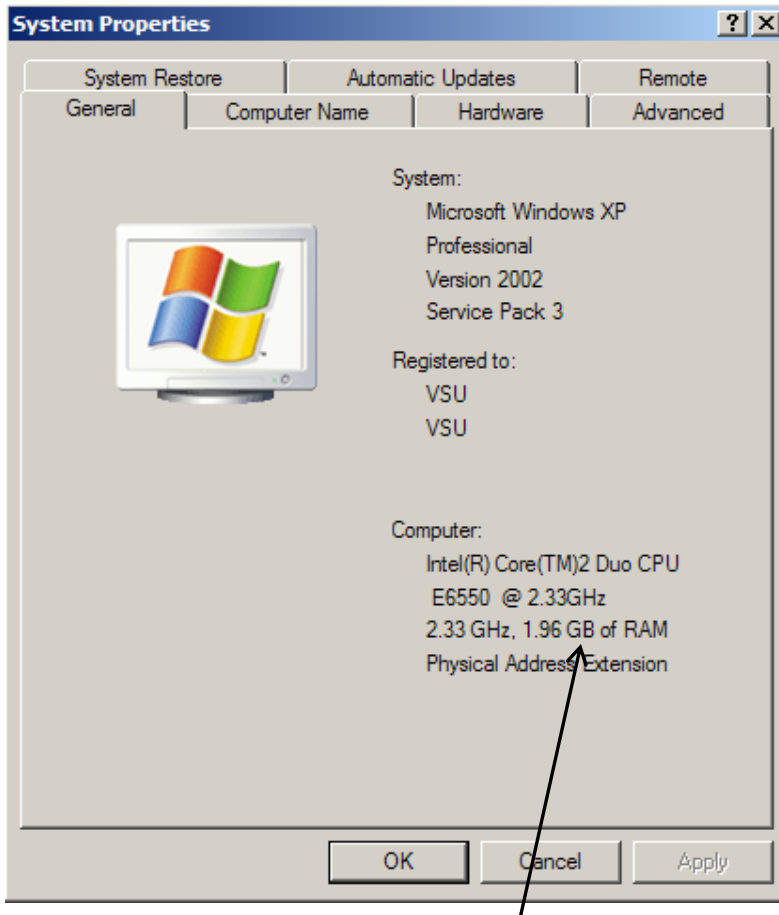 System Properties
? X
System Restore Automatic Updates Remote
General Computer Name Hardware Advanced
System:
Microsoft Windows XP
Professional
Version 2002
Service Pack 3
Registered to:
VSU
VSU
Computer:
Intel(R) Core(TM)2 Duo CPU
E6550 @ 2.33GHz
2.33 GHz, 1.96 GB of RAM
Physical Address Extension
OK Cancel Apply